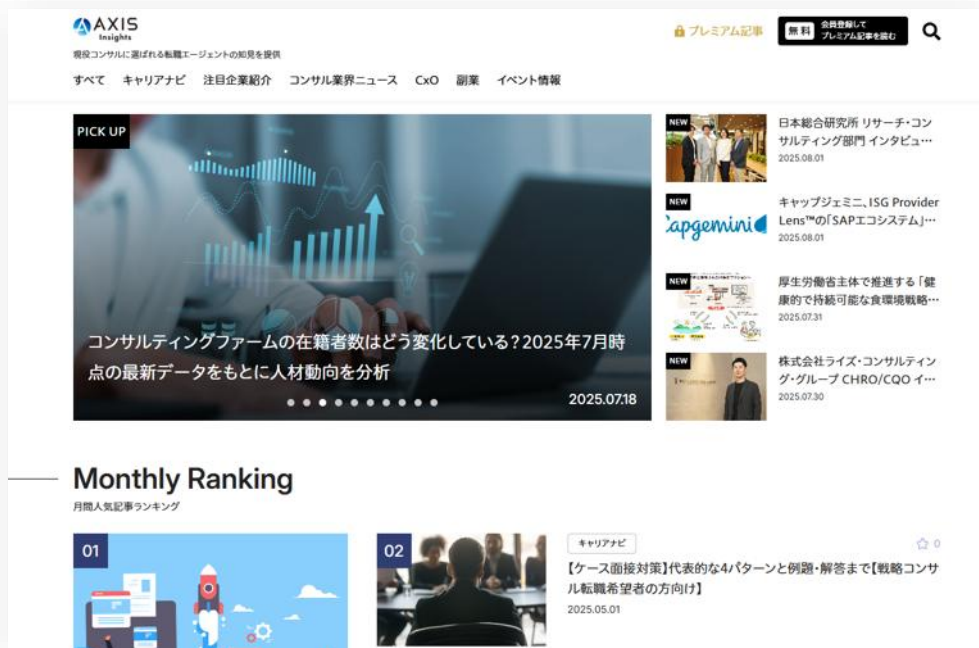 AXIS
Insights
現役コンサルに選ばれる転職エージェントの知見を提供
プレミアム記事
無料
会員登録して
プレミアム記事を読む
すべて キャリアナビ 注目企業紹介 コンサル業界ニュース CxO 副業 イベント情報
PICK UP
コンサルティングファームの在籍者数はどう変化している?2025年7月時
点の最新データをもとに人材動向を分析
2025.07.18
NEW
日本総合研究所 リサーチ・コン
サルティング部門 インタビュ…
2025.08.01
NEW
Capgemini
キャップジェミニ、ISG Provider
Lens™の「SAPエコシステム」…
2025.08.01
NEW
厚生労働省主体で推進する「健
康的で持続可能な食環境戦略…
2025.07.31
NEW
株式会社ライズ・コンサルティン
グ・グループ CHRO/CQO イ…
2025.07.30
Monthly Ranking
月間人気記事ランキング
01
02
キャリアナビ
0
【ケース面接対策】代表的な4パターンと例題・解答まで【戦略コンサ
ル転職希望者の方向け】
2025.05.01